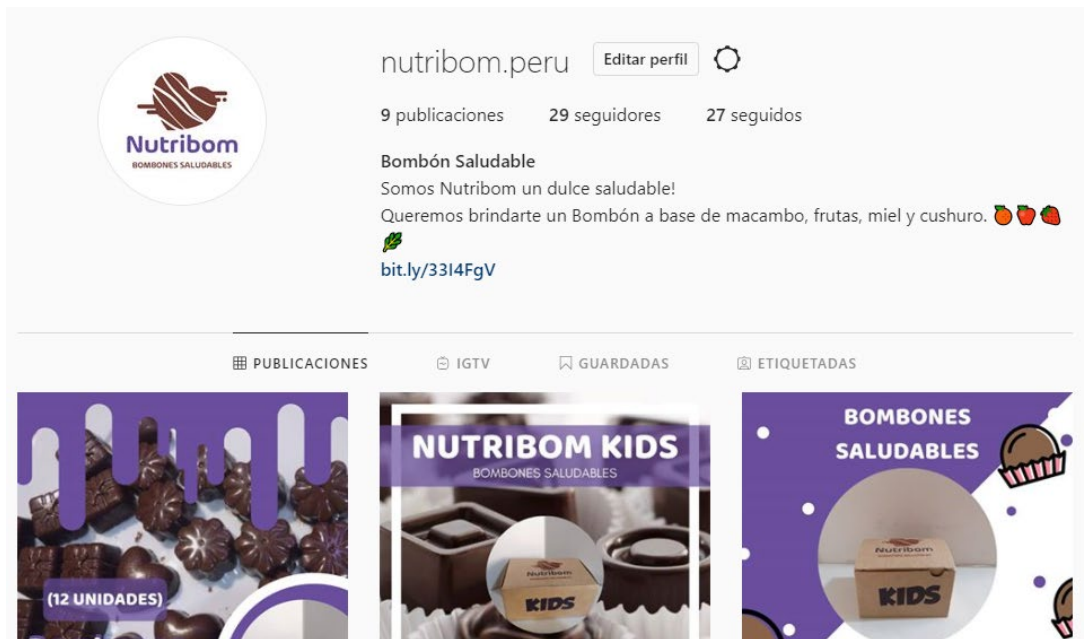 nutribom.peru Editar perfil
9 publicaciones 29 seguidores 27 seguidos
Bombón Saludable
Somos Nutribom un dulce saludable!
Queremos brindarte un Bombón a base de macambo, frutas, miel y cushuro. 🍊🍎🍓
🌿
bit.ly/33I4FgV
Nutribom
BOMBONES SALUDABLES
PUBLICACIONES IGTV GUARDADAS ETIQUETADAS
(12 UNIDADES)
NUTRIBOM KIDS
BOMBONES SALUDABLES
Nutribom
KIDS
BOMBONES
SALUDABLES
Nutribom
KIDS